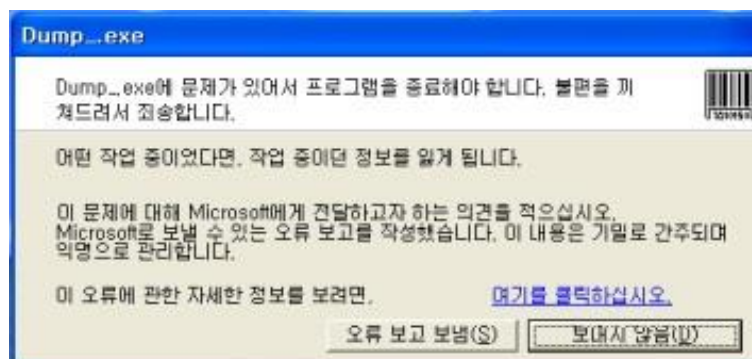 Dump_.exe
Dump_.exe에 문제가 있어서 프로그램을 종료해야 합니다. 불편을 끼
쳐드려서 죄송합니다.
어떤 작업 중이었다면, 작업 중이던 정보를 잃게 됩니다.
이 문제에 대해 Microsoft에게 전달하고자 하는 의견을 적으십시오.
Microsoft로 보낼 수 있는 오류 보고를 작성했습니다. 이 내용은 기밀로 간주되며
익명으로 관리합니다.
이 오류에 관한 자세한 정보를 보려면, 여기를 클릭하십시오.
오류 보고 보냄(S) 보내지 않음(D)